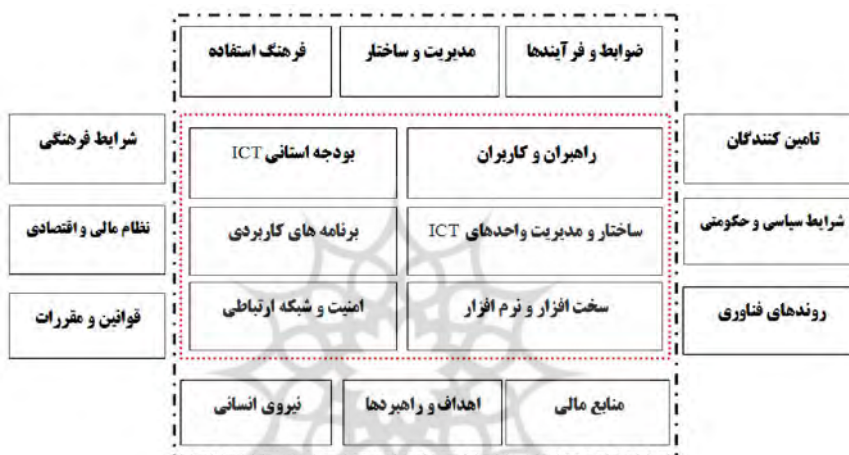 ضوابط و فرآیندها
مدیریت و ساختار
فرهنگ استفاده
تامین کنندگان
راهبران و کاربران
بودجه استانی ICT
شرایط فرهنگی
شرایط سیاسی و حکومتی
ساختار و مدیریت واحدهای ICT
برنامه های کاربردی
نظام مالی و اقتصادی
روندهای فناوری
سخت افزار و نرم افزار
امنیت و شبکه ارتباطی
قوانین و مقررات
منابع مالی
اهداف و راهبردها
نیروی انسانی